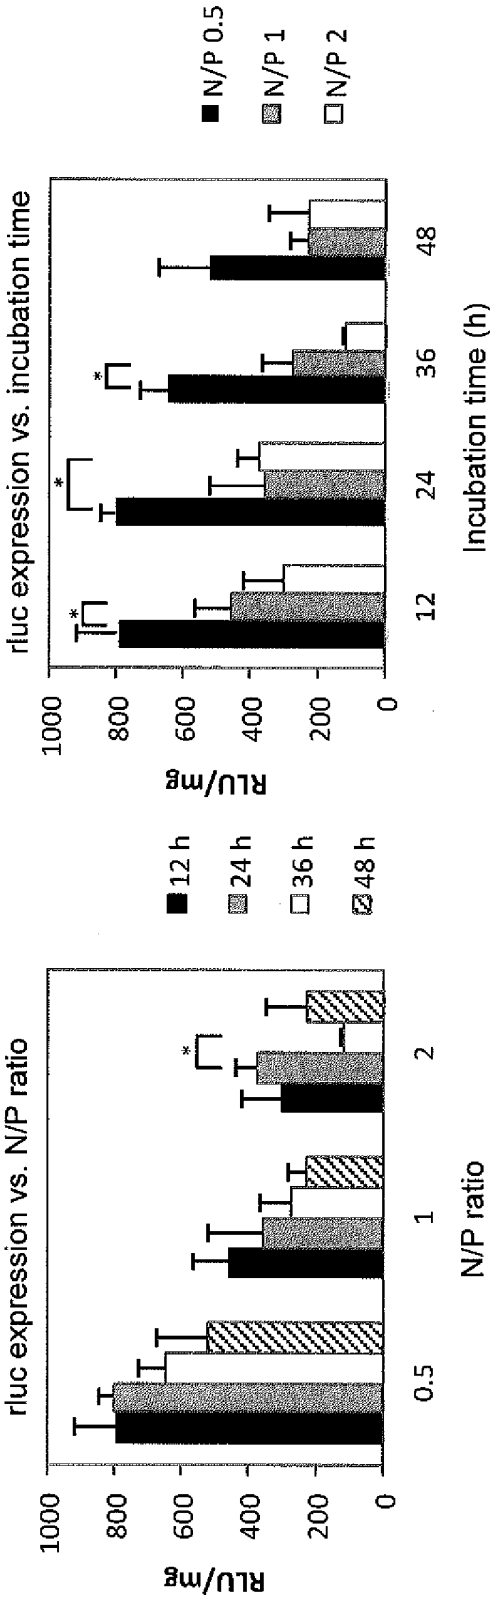 rluc expression vs. N/P ratio
1000
800
600
400
200
0
RLU/mg
*
0.5
1
2
N/P ratio
12 h
24 h
36 h
48 h
rluc expression vs. incubation time
1000
800
600
400
200
0
RLU/mg
*
*
*
12
24
36
48
Incubation time (h)
N/P 0.5
N/P 1
N/P 2